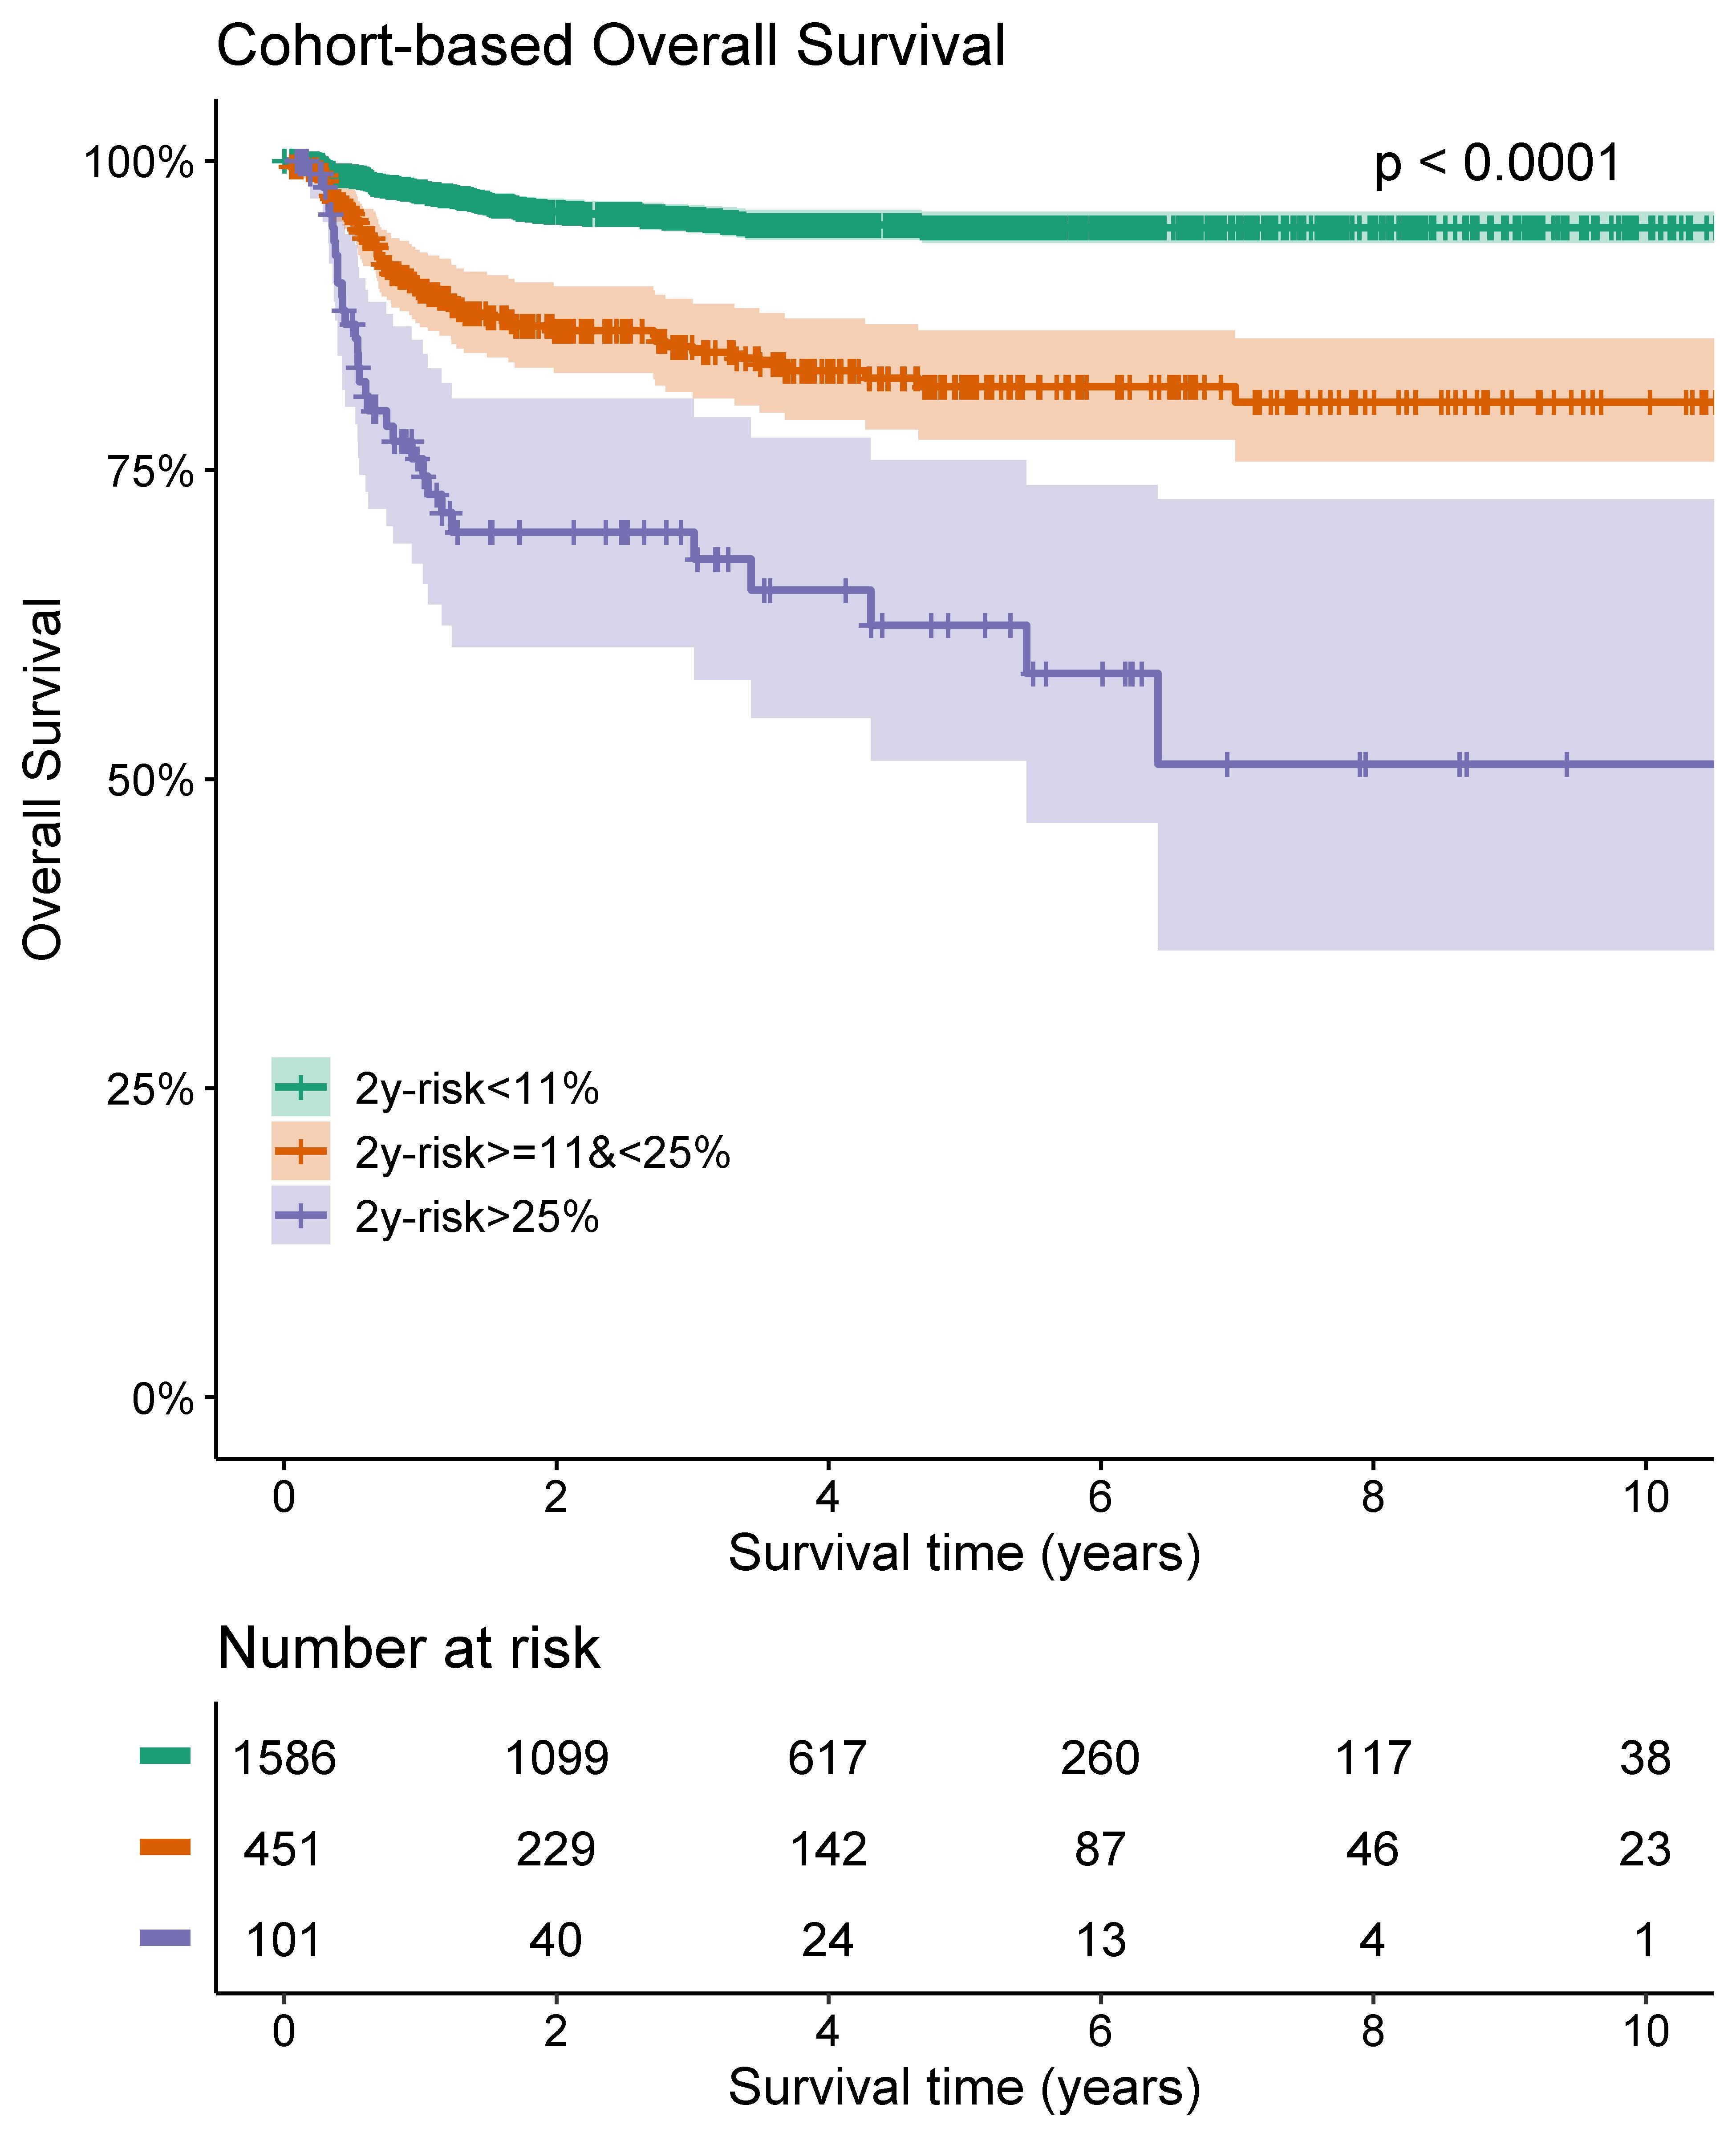 Cohort-based Overall Survival
p < 0.0001
100%
75%
50%
25%
0%
Overall Survival
2y-risk<11%
2y-risk>=11&<25%
2y-risk>25%
0 2 4 6 8 10
Survival time (years)
Number at risk
1586 1099 617 260 117 38
451 229 142 87 46 23
101 40 24 13 4 1
0 2 4 6 8 10
Survival time (years)